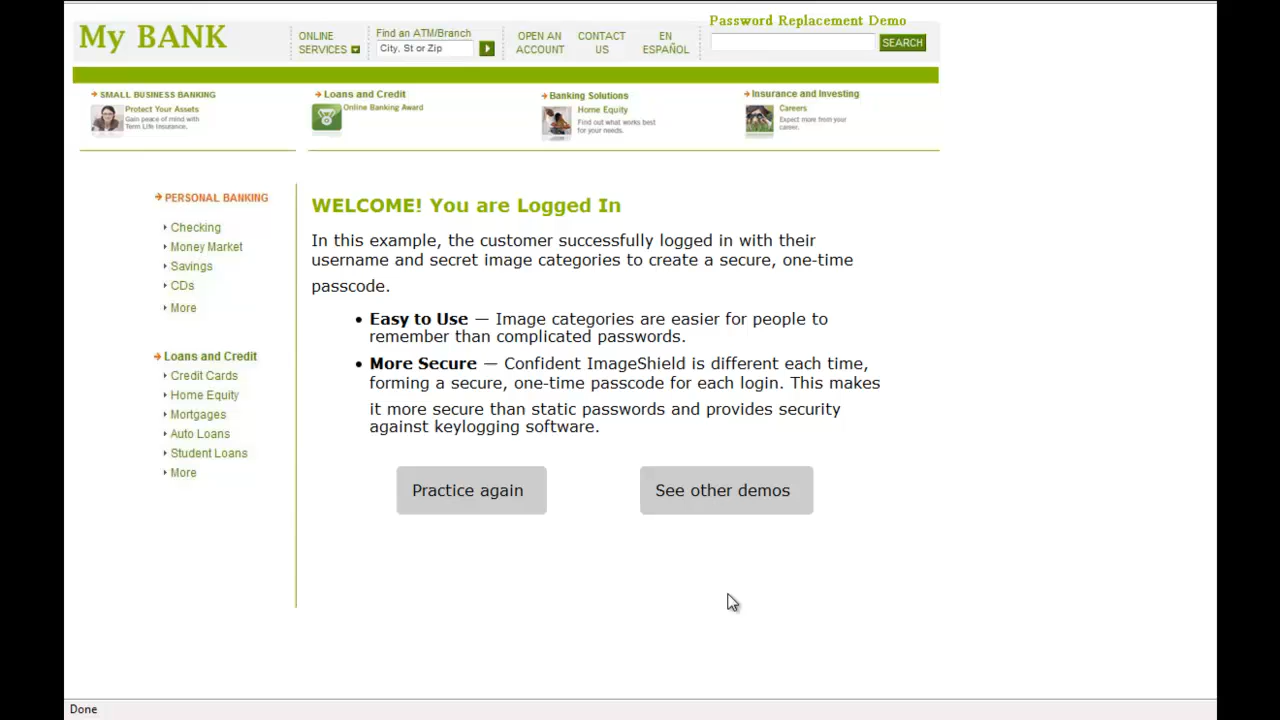 Password Replacement Demo
My BANK
ONLINE
SERVICES
Find an ATM/Branch
City, St or Zip
OPEN AN
ACCOUNT
CONTACT
US
EN
ESPAÑOL
SEARCH
SMALL BUSINESS BANKING
Protect Your Assets
Gain peace of mind with
Term Life Insurance.
Loans and Credit
Online Banking Award
Banking Solutions
Home Equity
Find out what works best
for your needs.
Insurance and Investing
Careers
Expect more from your
career.
PERSONAL BANKING
Checking
Money Market
Savings
CDs
More
Loans and Credit
Credit Cards
Home Equity
Mortgages
Auto Loans
Student Loans
More
WELCOME! You are Logged In
In this example, the customer successfully logged in with their
username and secret image categories to create a secure, one-time
passcode.
• Easy to Use — Image categories are easier for people to
remember than complicated passwords.
• More Secure — Confident ImageShield is different each time,
forming a secure, one-time passcode for each login. This makes
it more secure than static passwords and provides security
against keylogging software.
Practice again
See other demos
Done